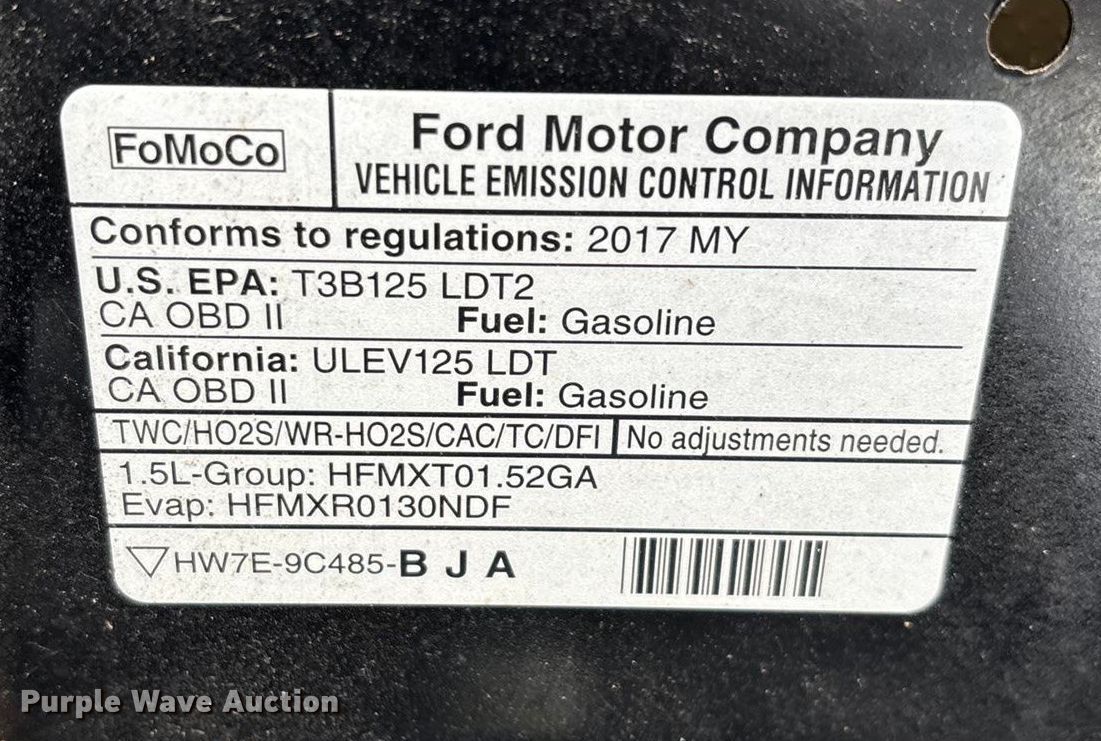 FoMoCo
Ford Motor Company
VEHICLE EMISSION CONTROL INFORMATION
Conforms to regulations: 2017 MY
U.S. EPA: T3B125 LDT2
CA OBD II Fuel: Gasoline
California: ULEV125 LDT
CA OBD II Fuel: Gasoline
TWC/HO2S/WR-HO2S/CAC/TC/DFI No adjustments needed.
1.5L-Group: HFMXT01.52GA
Evap: HFMXR0130NDF
HW7E-9C485-B J A
Purple Wave Auction